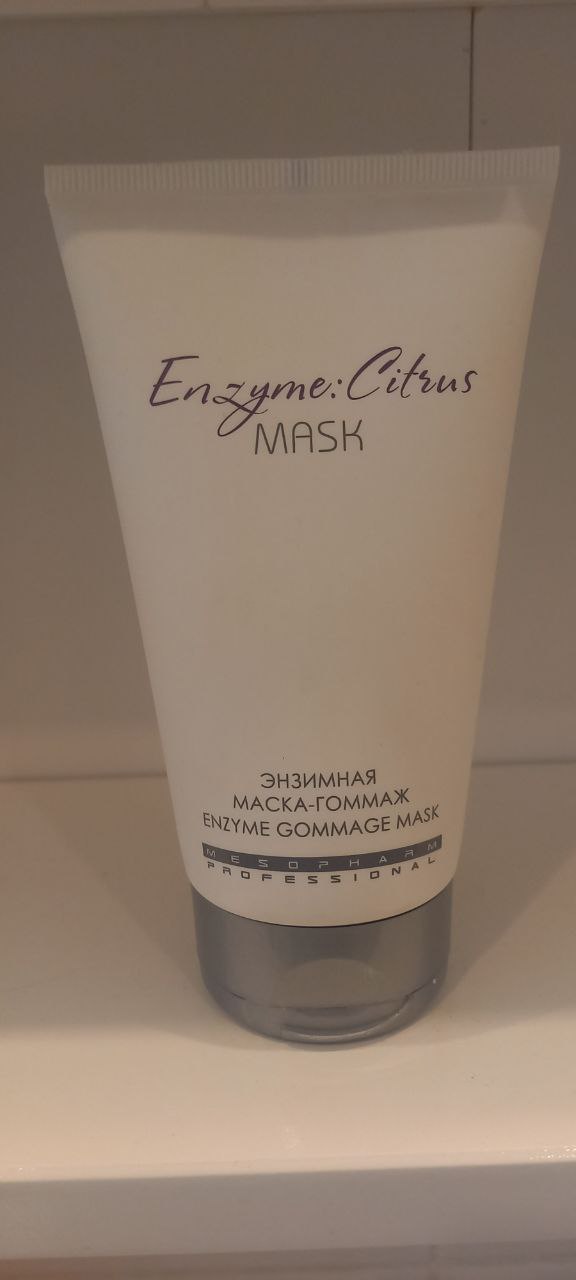 Enzyme:Citrus
MASK
ЭНЗИМНАЯ
МАСКА-ГОММАЖ
ENZYME GOMMAGE MASK
MESOPHARM
PROFESSIONAL